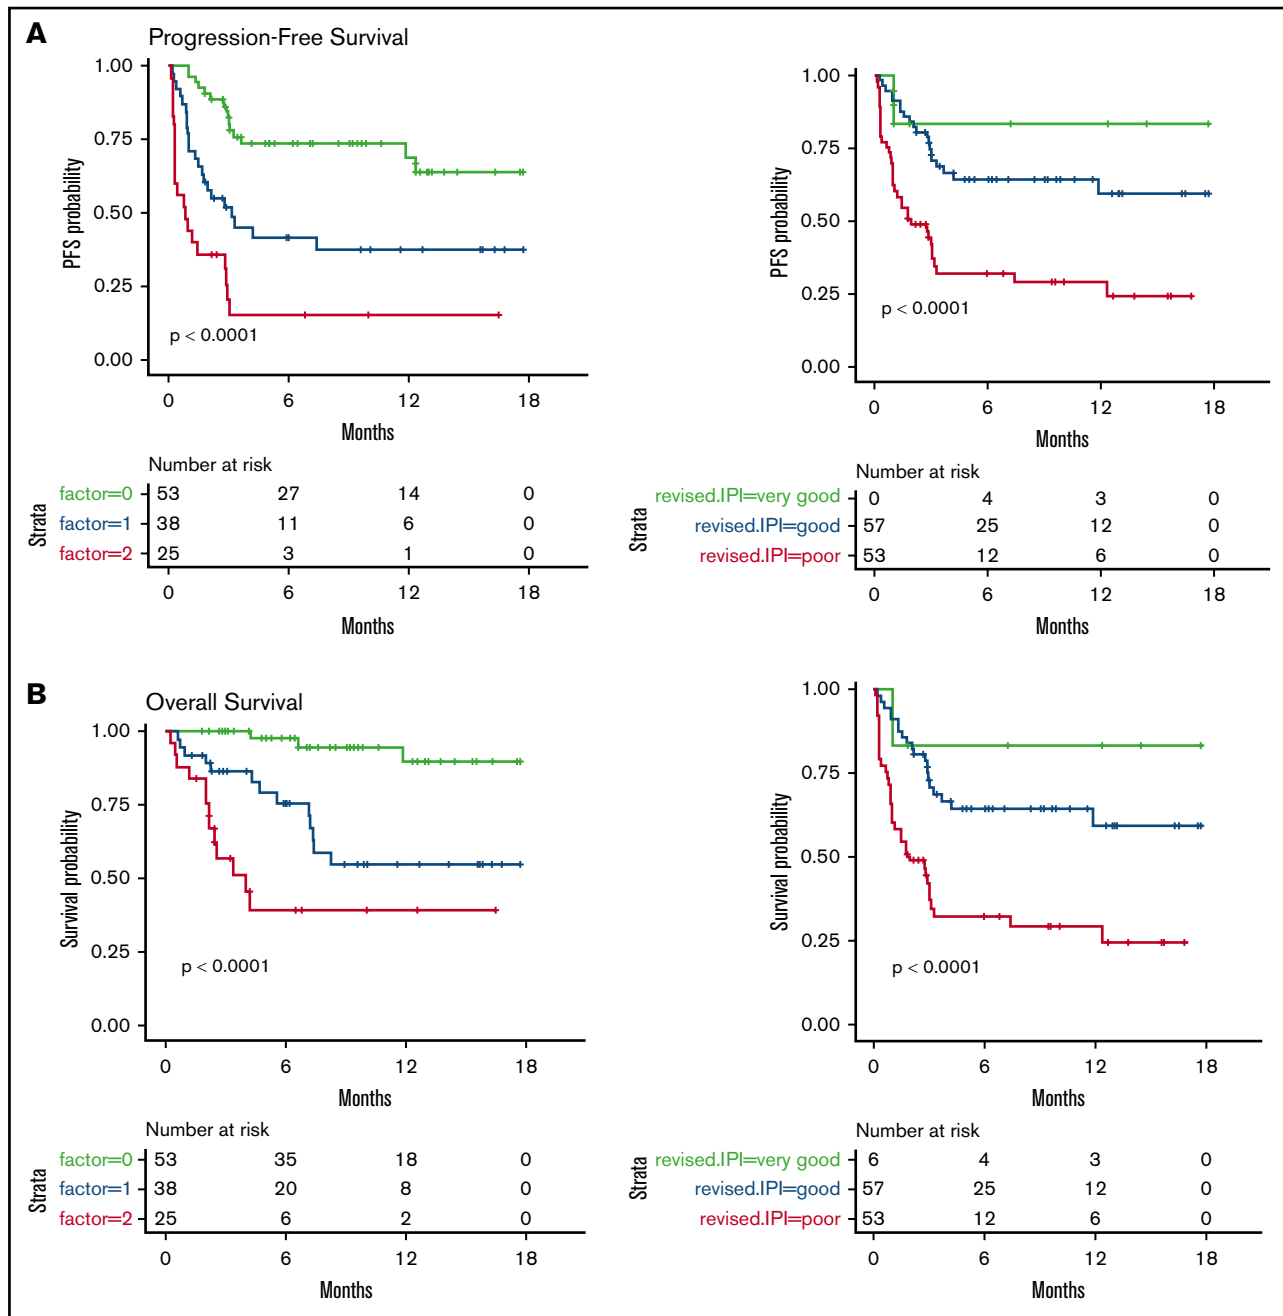 A
Progression-Free Survival
1.00
0.75
0.50
0.25
0.00
PFS probability
p < 0.0001
0 6 12 18
Months
Number at risk
Strata
factor=0 53 27 14 0
factor=1 38 11 6 0
factor=2 25 3 1 0
0 6 12 18
Months
1.00
0.75
0.50
0.25
0.00
PFS probability
p < 0.0001
0 6 12 18
Months
Number at risk
Strata
revised.IPI=very good 0 4 3 0
revised.IPI=good 57 25 12 0
revised.IPI=poor 53 12 6 0
0 6 12 18
Months
B
Overall Survival
1.00
0.75
0.50
0.25
0.00
Survival probability
p < 0.0001
0 6 12 18
Months
Number at risk
Strata
factor=0 53 35 18 0
factor=1 38 20 8 0
factor=2 25 6 2 0
0 6 12 18
Months
1.00
0.75
0.50
0.25
0.00
Survival probability
p < 0.0001
0 6 12 18
Months
Number at risk
Strata
revised.IPI=very good 6 4 3 0
revised.IPI=good 57 25 12 0
revised.IPI=poor 53 12 6 0
0 6 12 18
Months